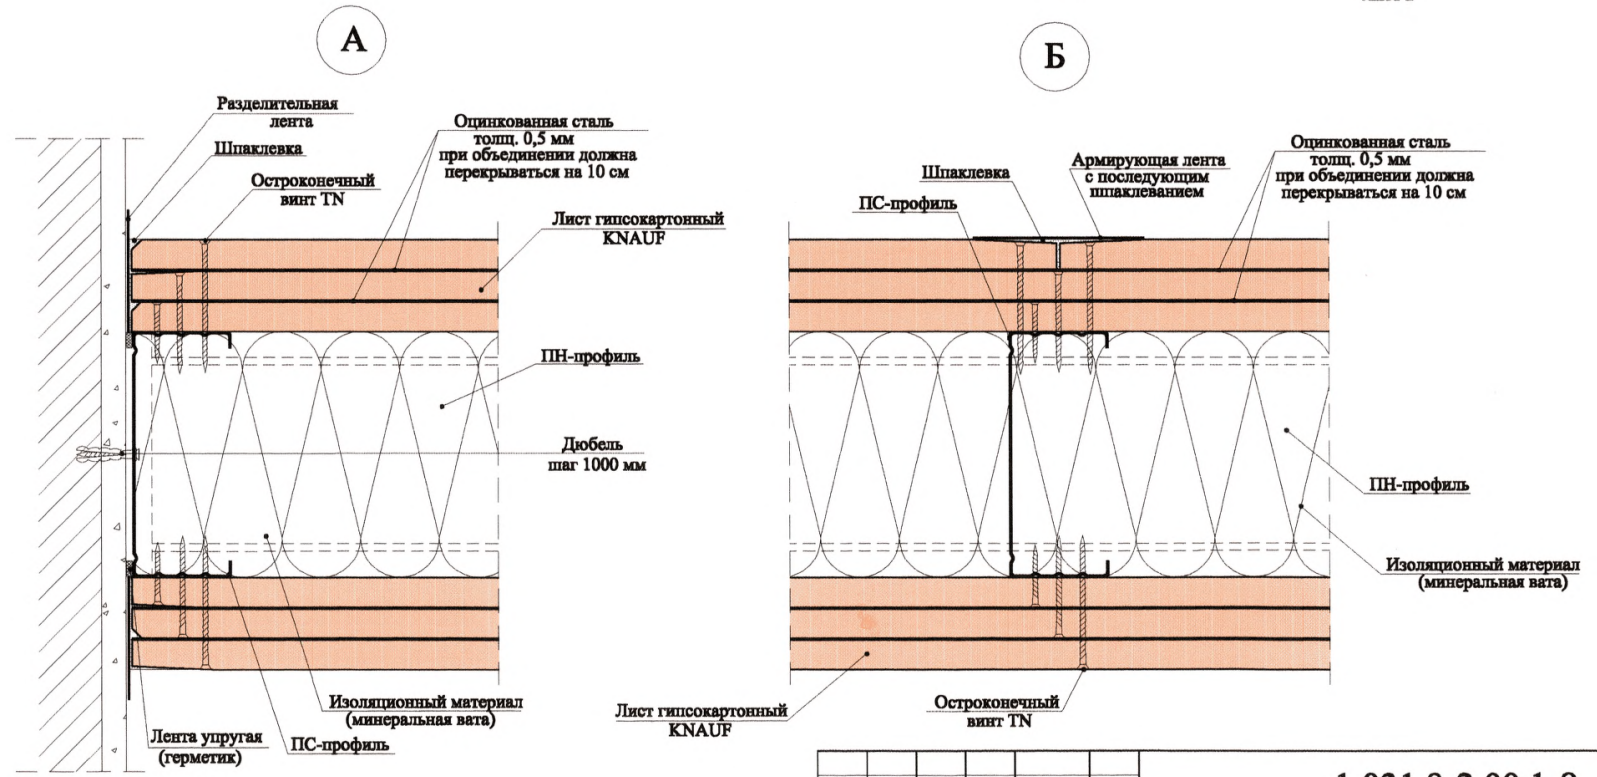 А
Разделительная
лента
Шпаклевка
Остроконечный
винт TN
Оцинкованная сталь
толщ. 0,5 мм
при объединении должна
перекрываться на 10 см
Лист гипсокартонный
KNAUF
ПН-профиль
Дюбель
шаг 1000 мм
Изоляционный материал
(минеральная вата)
ПС-профиль
Лента упругая
(герметик)
Б
Оцинкованная сталь
толщ. 0,5 мм
при объединении должна
перекрываться на 10 см
Армирующая лента
с последующим
шпаклеванием
Шпаклевка
ПС-профиль
ПН-профиль
Изоляционный материал
(минеральная вата)
Остроконечный
винт TN
Лист гипсокартонный
KNAUF